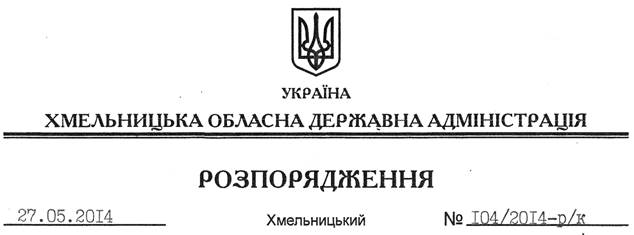 УКРАЇНА
ХМЕЛЬНИЦЬКА ОБЛАСНА ДЕРЖАВНА АДМІНІСТРАЦІЯ
РОЗПОРЯДЖЕННЯ
27.05.2014 Хмельницький № 104/2014-р/к